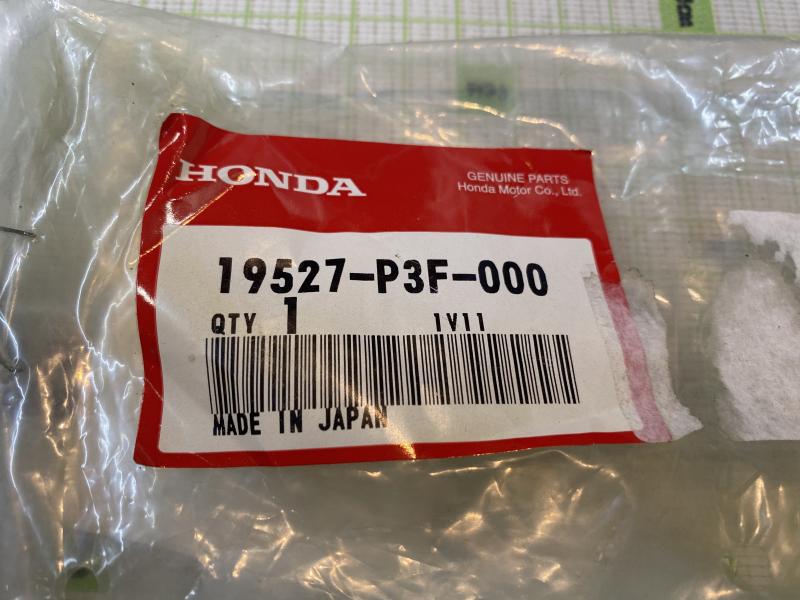 HONDA
GENUINE PARTS
Honda Motor Co., Ltd.
19527-P3F-000
QTY 1 1V11
MADE IN JAPAN